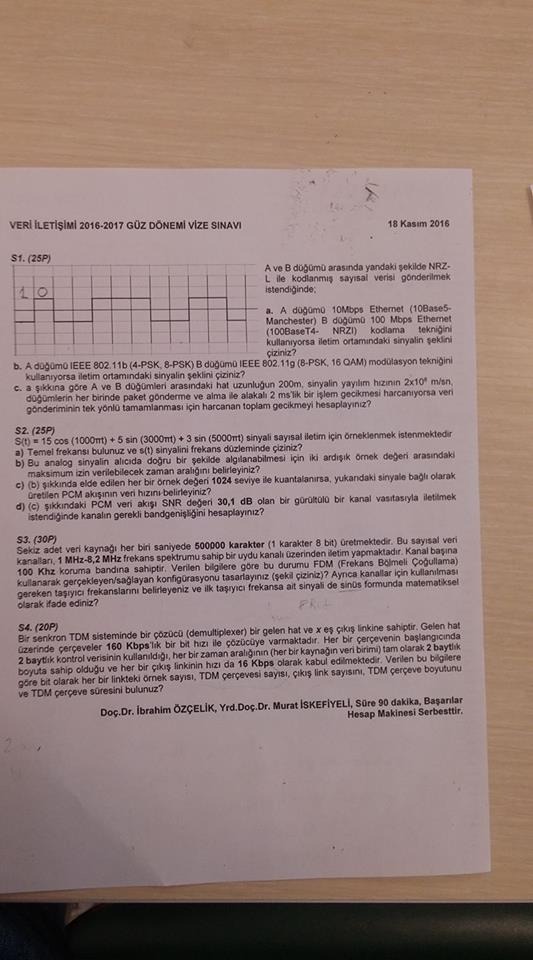 VERİ İLETİŞİMİ 2016-2017 GÜZ DÖNEMİ VİZE SINAVI 18 Kasım 2016
S1. (25P)
1 0
A ve B düğümü arasında yandaki şekilde NRZ-
L ile kodlanmış sayısal verisi gönderilmek
istendiğinde;
a. A düğümü 10Mbps Ethernet (10Base5-
Manchester) B düğümü 100 Mbps Ethernet
(100BaseT4- NRZI) kodlama tekniğini
kullanıyorsa iletim ortamındaki sinyalin şeklini
çiziniz?
b. A düğümü IEEE 802.11b (4-PSK, 8-PSK) B düğümü IEEE 802.11g (8-PSK, 16 QAM) modülasyon tekniğini
kullanıyorsa iletim ortamındaki sinyalin şeklini çiziniz?
c. a şıkkına göre A ve B düğümleri arasındaki hat uzunluğun 200m, sinyalin yayılım hızının 2x10⁸ m/sn,
düğümlerin her birinde paket gönderme ve alma ile alakalı 2 ms'lik bir işlem gecikmesi harcanıyorsa veri
gönderiminin tek yönlü tamamlanması için harcanan toplam gecikmeyi hesaplayınız?
S2. (25P)
S(t) = 15 cos (1000πt) + 5 sin (3000πt) + 3 sin (5000πt) sinyali sayısal iletim için örneklenmek istenmektedir
a) Temel frekansı bulunuz ve s(t) sinyalini frekans düzleminde çiziniz?
b) Bu analog sinyalin alıcıda doğru bir şekilde algılanabilmesi için iki ardışık örnek değeri arasındaki
maksimum izin verilebilecek zaman aralığını belirleyiniz?
c) (b) şıkkında elde edilen her bir örnek değeri 1024 seviye ile kuantalanırsa, yukarıdaki sinyale bağlı olarak
üretilen PCM akışının veri hızını belirleyiniz?
d) (c) şıkkındaki PCM veri akışı SNR değeri 30,1 dB olan bir gürültülü bir kanal vasıtasıyla iletilmek
istendiğinde kanalın gerekli bandgenişliğini hesaplayınız?
S3. (30P)
Sekiz adet veri kaynağı her biri saniyede 500000 karakter (1 karakter 8 bit) üretmektedir. Bu sayısal veri
kanalları, 1 MHZ-8,2 MHz frekans spektrumu sahip bir uydu kanalı üzerinden iletim yapmaktadır. Kanal başına
100 Khz koruma bandına sahiptir. Verilen bilgilere göre bu durumu FDM (Frekans Bölmeli Çoğullama)
kullanarak gerçekleyen/sağlayan konfigürasyonu tasarlayınız (şekil çiziniz)? Ayrıca kanallar için kullanılması
gereken taşıyıcı frekanslarını belirleyeniz ve ilk taşıyıcı frekansa ait sinyali de sinüs formunda matematiksel
olarak ifade ediniz?
S4. (20P)
Bir senkron TDM sisteminde bir çözücü (demultiplexer) bir gelen hat ve x eş çıkış linkine sahiptir. Gelen hat
üzerinde çerçeveler 160 Kbps'lık bir bit hızı ile çözücüye varmaktadır. Her bir çerçevenin başlangıcında
2 baytlık kontrol verisinin kullanıldığı, her bir zaman aralığının (her bir kaynağın veri birimi) tam olarak 2 baytlık
boyuta sahip olduğu ve her bir çıkış linkinin hızı da 16 Kbps olarak kabul edilmektedir. Verilen bu bilgilere
göre bit olarak her bir linkteki örnek sayısı, TDM çerçevesi sayısı, çıkış link sayısını, TDM çerçeve boyutunu
ve TDM çerçeve süresini bulunuz?
Doç.Dr. İbrahim ÖZÇELİK, Yrd.Doç.Dr. Murat İSKEFİYELİ, Süre 90 dakika, Başarılar
Hesap Makinesi Serbesttir.